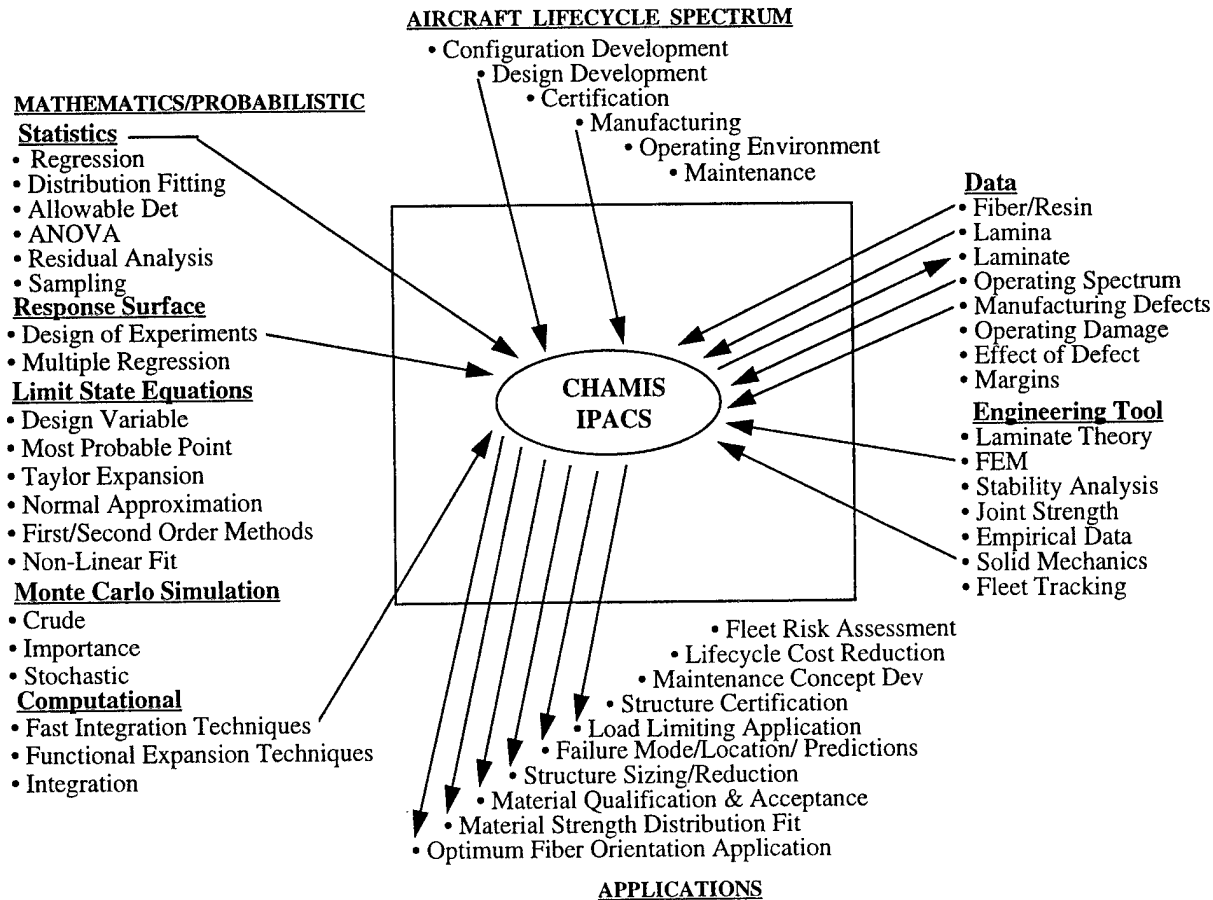 AIRCRAFT LIFECYCLE SPECTRUM
• Configuration Development
• Design Development
• Certification
• Manufacturing
• Operating Environment
• Maintenance
MATHEMATICS/PROBABILISTIC
Statistics
• Regression
• Distribution Fitting
• Allowable Det
• ANOVA
• Residual Analysis
• Sampling
Response Surface
• Design of Experiments
• Multiple Regression
Limit State Equations
• Design Variable
• Most Probable Point
• Taylor Expansion
• Normal Approximation
• First/Second Order Methods
• Non-Linear Fit
Monte Carlo Simulation
• Crude
• Importance
• Stochastic
Computational
• Fast Integration Techniques
• Functional Expansion Techniques
• Integration
CHAMIS
IPACS
Data
• Fiber/Resin
• Lamina
• Laminate
• Operating Spectrum
• Manufacturing Defects
• Operating Damage
• Effect of Defect
• Margins
Engineering Tool
• Laminate Theory
• FEM
• Stability Analysis
• Joint Strength
• Empirical Data
• Solid Mechanics
• Fleet Tracking
• Fleet Risk Assessment
• Lifecycle Cost Reduction
• Maintenance Concept Dev
• Structure Certification
• Load Limiting Application
• Failure Mode/Location/ Predictions
• Structure Sizing/Reduction
• Material Qualification & Acceptance
• Material Strength Distribution Fit
• Optimum Fiber Orientation Application
APPLICATIONS